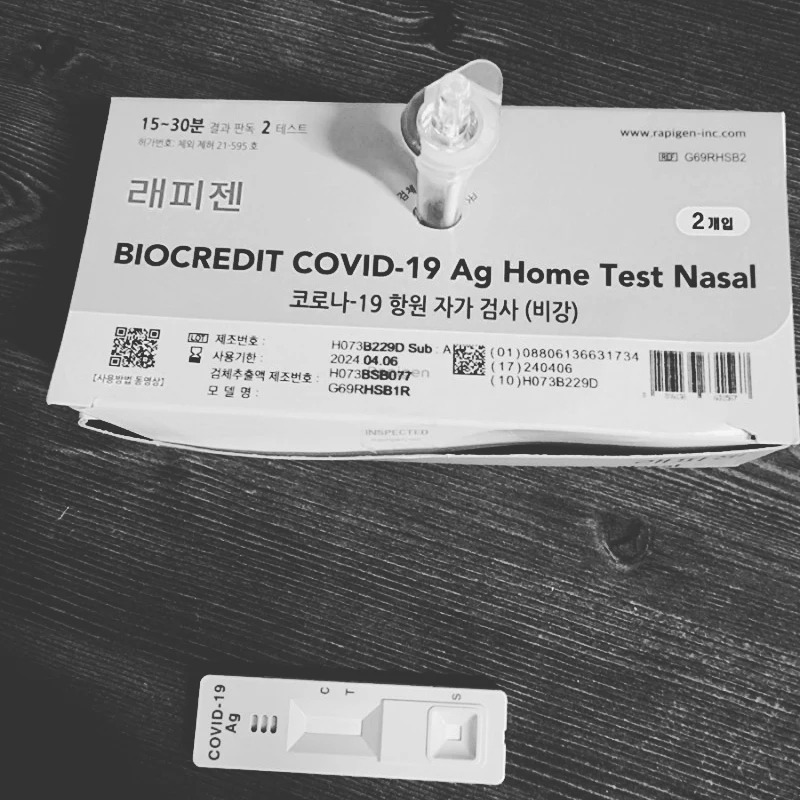 15~30분 결과 판독 2 테스트
허가번호: 체외 제허 21-595 호
www.rapigen-inc.com
REF G69RHSB2
래피젠
검체
2개입
BIOCREDIT COVID-19 Ag Home Test Nasal
코로나-19 항원 자가 검사 (비강)
[사용방법 동영상]
LOT 제조번호 : H073B229D Sub : A
사용기한 : 2024 04.06
검체추출액 제조번호 : H073BSB077
모 델 명 : G69RHSB1R
(01)08806136631734
(17)240406
(10)H073B229D
INSPECTED
COVID-19
Ag
C T
S